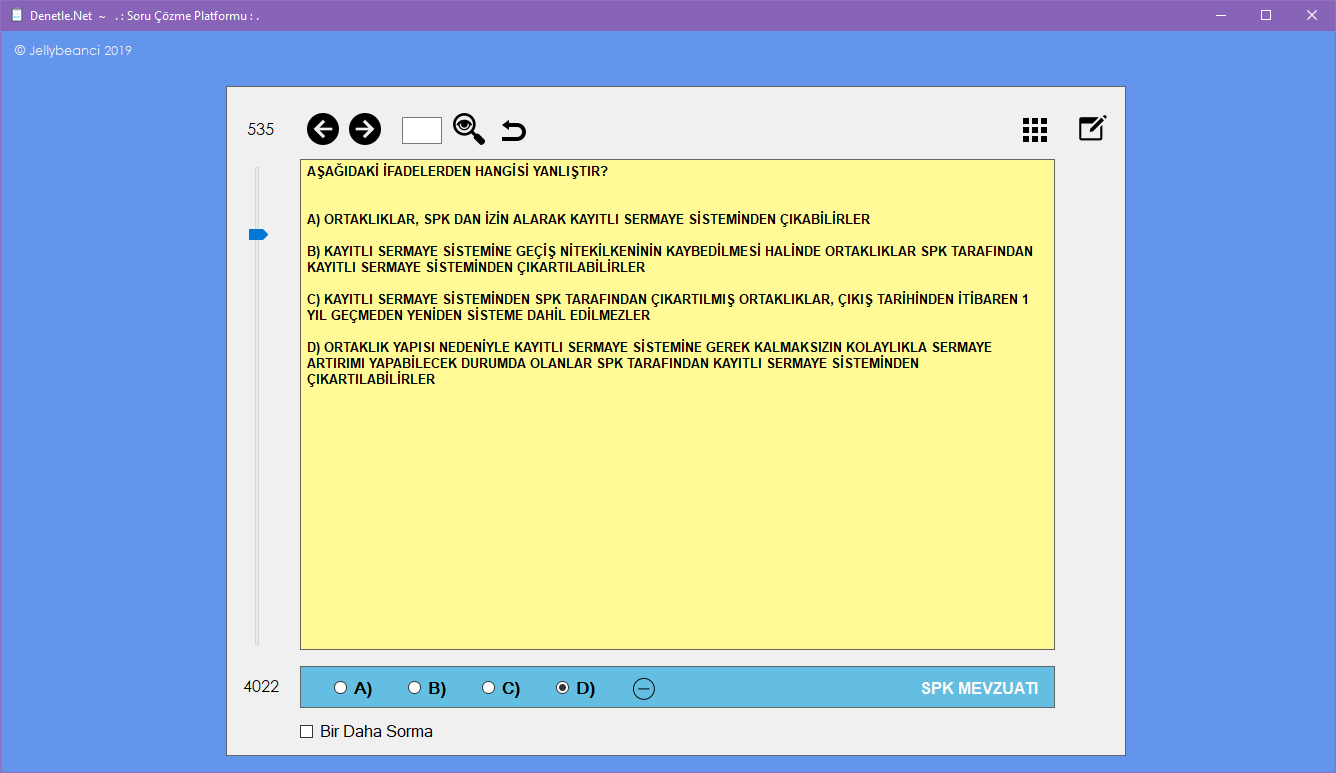 Denetle.Net ~ . : Soru Çözme Platformu : .
© Jellybeanci 2019
535
AŞAĞIDAKİ İFADELERDEN HANGİSİ YANLIŞTIR?
A) ORTAKLIKLAR, SPK DAN İZİN ALARAK KAYITLI SERMAYE SİSTEMİNDEN ÇIKABİLİRLER
B) KAYITLI SERMAYE SİSTEMİNE GEÇİŞ NİTEKİLKENİNİN KAYBEDİLMESİ HALİNDE ORTAKLIKLAR SPK TARAFINDAN
KAYITLI SERMAYE SİSTEMİNDEN ÇIKARTILABİLİRLER
C) KAYITLI SERMAYE SİSTEMİNDEN SPK TARAFINDAN ÇIKARTILMIŞ ORTAKLIKLAR, ÇIKIŞ TARİHİNDEN İTİBAREN 1
YIL GEÇMEDEN YENİDEN SİSTEME DAHİL EDİLMEZLER
D) ORTAKLIK YAPISI NEDENİYLE KAYITLI SERMAYE SİSTEMİNE GEREK KALMAKSIZIN KOLAYLIKLA SERMAYE
ARTIRIMI YAPABİLECEK DURUMDA OLANLAR SPK TARAFINDAN KAYITLI SERMAYE SİSTEMİNDEN
ÇIKARTILABİLİRLER
4022
A) B) C) D) SPK MEVZUATI
Bir Daha Sorma